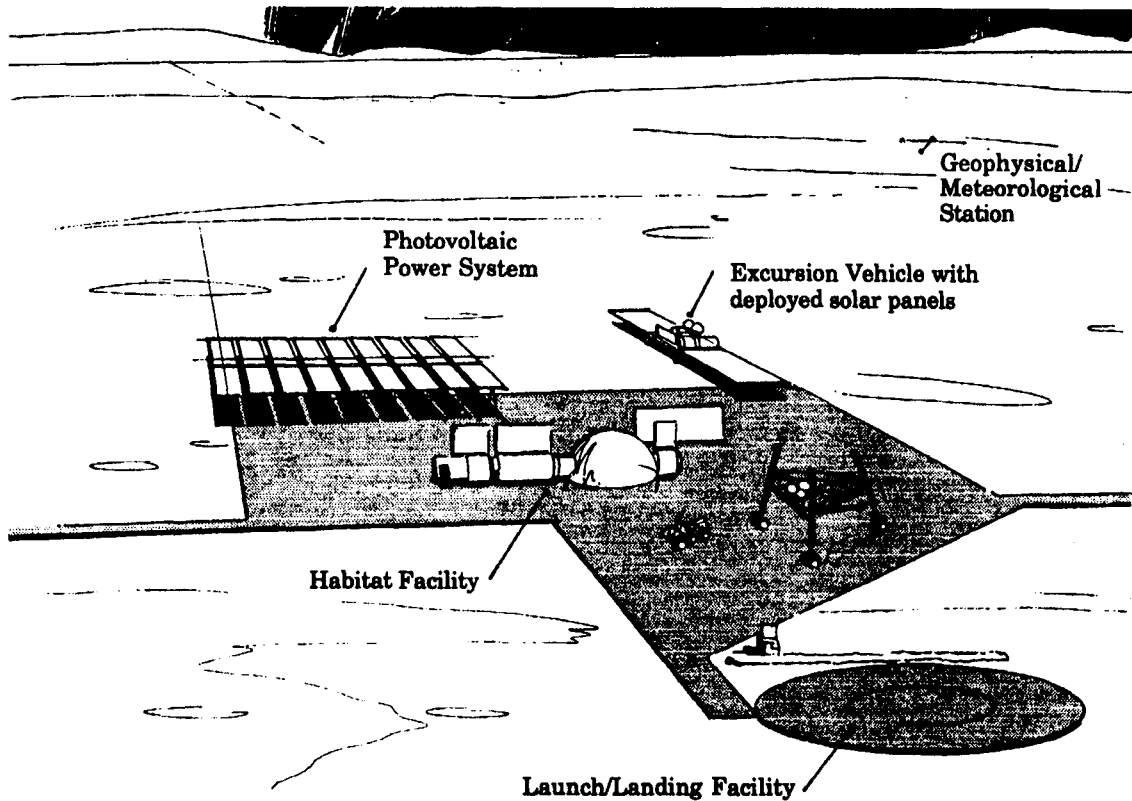 Geophysical/
Meteorological
Station
Photovoltaic
Power System
Excursion Vehicle with
deployed solar panels
Habitat Facility
Launch/Landing Facility